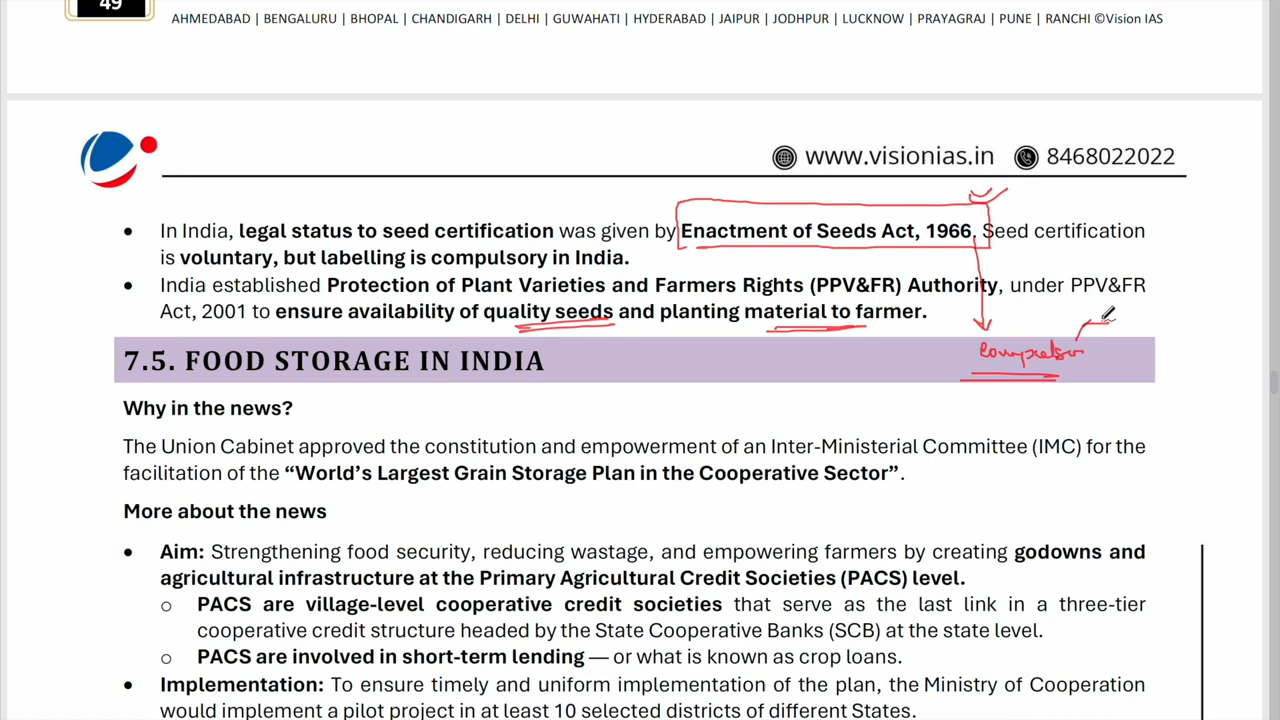 49
AHMEDABAD | BENGALURU | BHOPAL | CHANDIGARH | DELHI | GUWAHATI | HYDERABAD | JAIPUR | JODHPUR | LUCKNOW | PRAYAGRAJ | PUNE | RANCHI ©Vision IAS
www.visionias.in 8468022022
• In India, legal status to seed certification was given by Enactment of Seeds Act, 1966. Seed certification
is voluntary, but labelling is compulsory in India.
• India established Protection of Plant Varieties and Farmers Rights (PPV&FR) Authority, under PPV&FR
Act, 2001 to ensure availability of quality seeds and planting material to farmer.
7.5. FOOD STORAGE IN INDIA
Why in the news?
The Union Cabinet approved the constitution and empowerment of an Inter-Ministerial Committee (IMC) for the
facilitation of the “World’s Largest Grain Storage Plan in the Cooperative Sector”.
More about the news
• Aim: Strengthening food security, reducing wastage, and empowering farmers by creating godowns and
agricultural infrastructure at the Primary Agricultural Credit Societies (PACS) level.
o PACS are village-level cooperative credit societies that serve as the last link in a three-tier
cooperative credit structure headed by the State Cooperative Banks (SCB) at the state level.
o PACS are involved in short-term lending — or what is known as crop loans.
• Implementation: To ensure timely and uniform implementation of the plan, the Ministry of Cooperation
would implement a pilot project in at least 10 selected districts of different States.